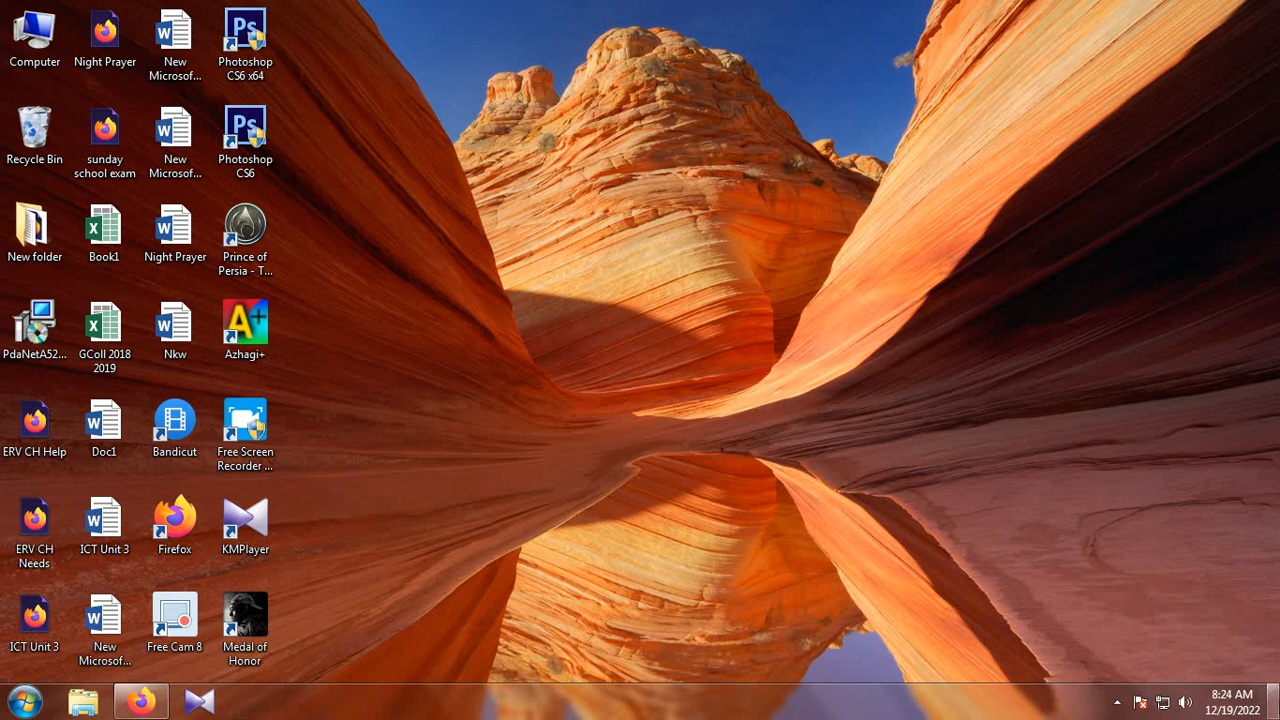 Computer
Night Prayer
New
Microsof...
Photoshop
CS6 x64
Recycle Bin
sunday
school exam
New
Microsof...
Photoshop
CS6
New folder
Book1
Night Prayer
Prince of
Persia - T...
PdaNetA52...
GColl 2018
2019
Nkw
Azhagi+
ERV CH Help
Doc1
Bandicut
Free Screen
Recorder ...
ERV CH
Needs
ICT Unit 3
Firefox
KMPlayer
ICT Unit 3
New
Microsof...
Free Cam 8
Medal of
Honor
8:24 AM
12/19/2022